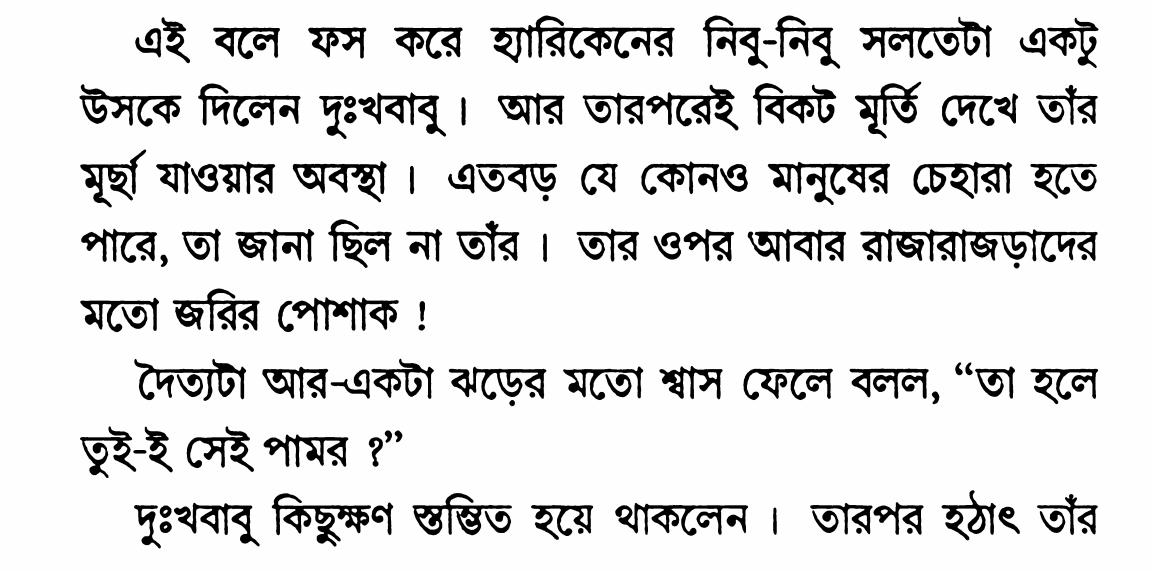 এই বলে ফস করে হ্যারিকেনের নিবু-নিবু সলতেটা একটু
উসকে দিলেন দুঃখবাবু। আর তারপরেই বিকট মূর্তি দেখে তাঁর
মূর্ছা যাওয়ার অবস্থা। এতবড় যে কোনও মানুষের চেহারা হতে
পারে, তা জানা ছিল না তাঁর। তার ওপর আবার রাজারাজড়াদের
মতো জরির পোশাক !
দৈত্যটা আর-একটা ঝড়ের মতো শ্বাস ফেলে বলল, “তা হলে
তুই-ই সেই পামর ?”
দুঃখবাবু কিছুক্ষণ স্তম্ভিত হয়ে থাকলেন। তারপর হঠাৎ তাঁর